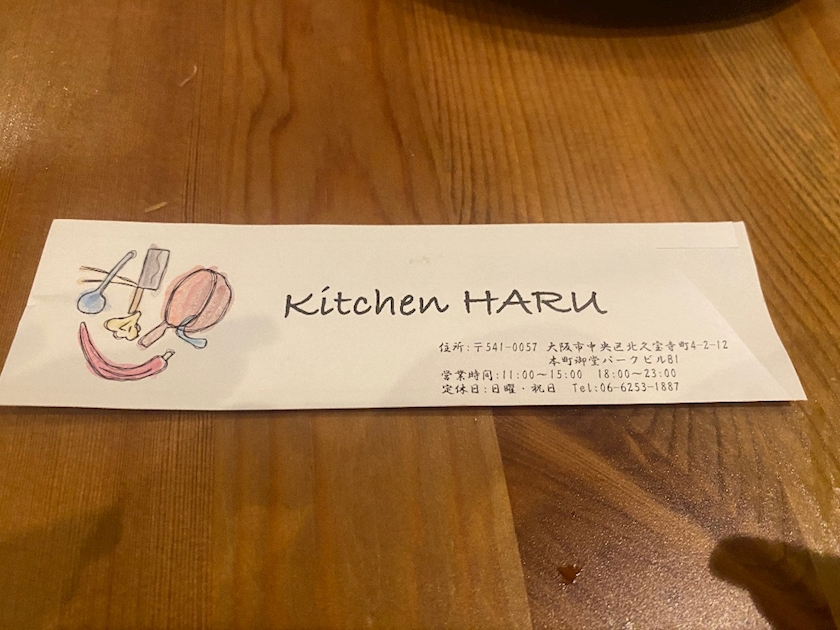 Kitchen HARU
住所:〒541-0057 大阪市中央区北久宝寺町4-2-12
本町御堂パークビルB1
営業時間:11:00〜15:00 18:00〜23:00
定休日:日曜・祝日 Tel:06-6253-1887